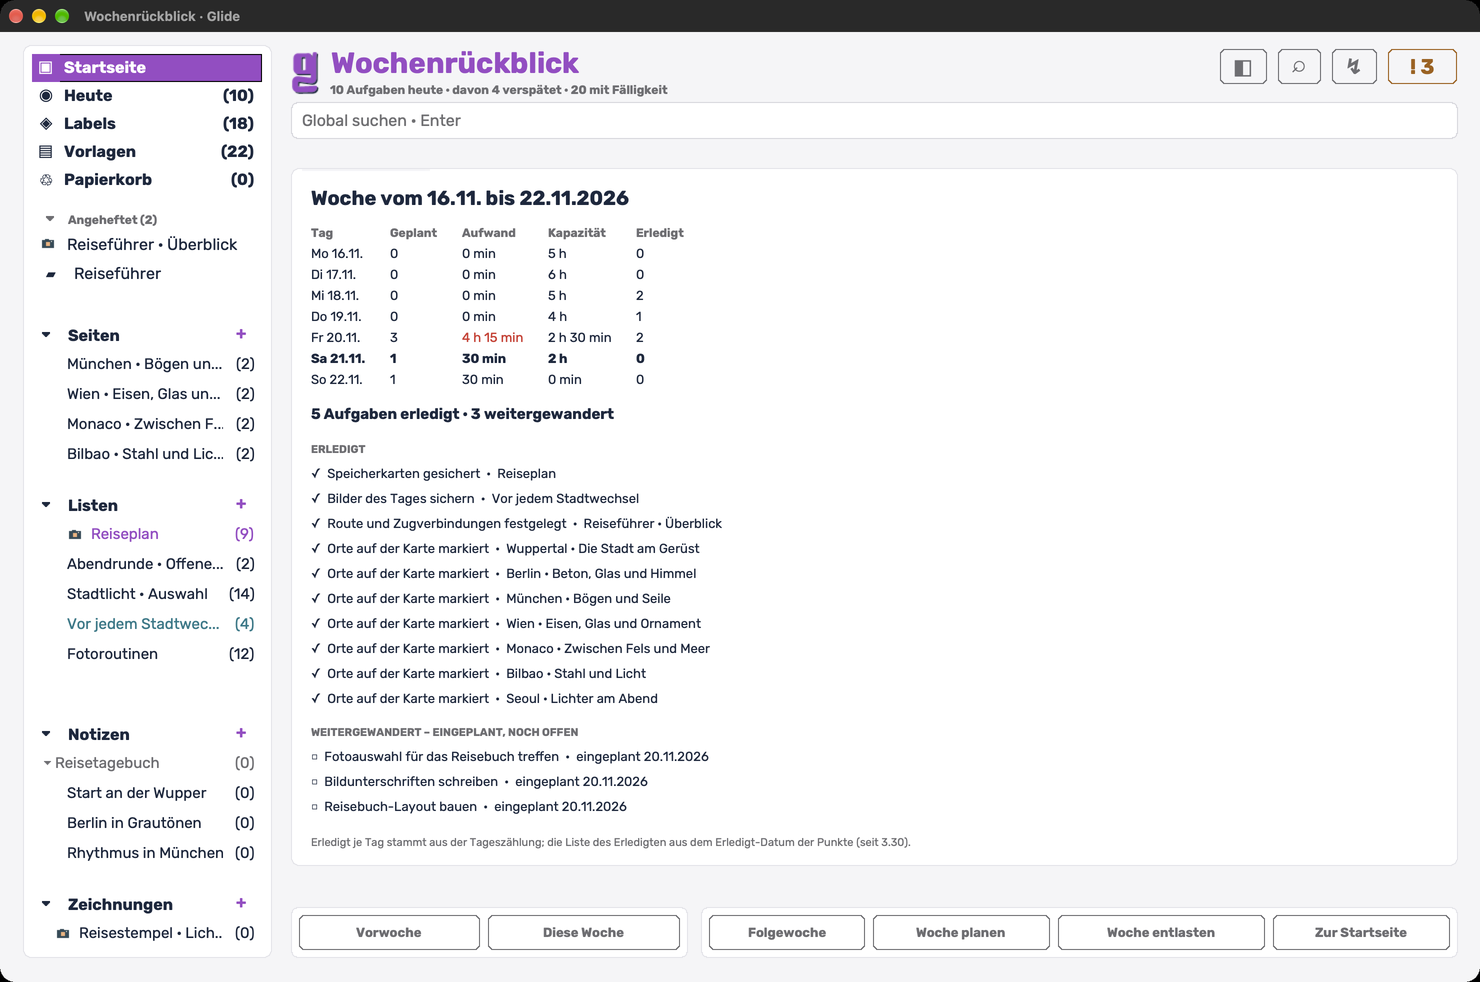 Wochenrückblick · Glide
Startseite
Heute (10)
Labels (18)
Vorlagen (22)
Papierkorb (0)
Angeheftet (2)
Reiseführer • Überblick
Reiseführer
Seiten +
München • Bögen un... (2)
Wien • Eisen, Glas un... (2)
Monaco • Zwischen F... (2)
Bilbao • Stahl und Lic... (2)
Listen +
Reiseplan (9)
Abendrunde • Offene... (2)
Stadtlicht • Auswahl (14)
Vor jedem Stadtwec... (4)
Fotoroutinen (12)
Notizen +
Reisetagebuch (0)
Start an der Wupper (0)
Berlin in Grautönen (0)
Rhythmus in München (0)
Zeichnungen +
Reisestempel • Lich.. (0)
g Wochenrückblick
10 Aufgaben heute • davon 4 verspätet • 20 mit Fälligkeit
! 3
Global suchen • Enter
Woche vom 16.11. bis 22.11.2026
Tag Geplant Aufwand Kapazität Erledigt
Mo 16.11. 0 0 min 5 h 0
Di 17.11. 0 0 min 6 h 0
Mi 18.11. 0 0 min 5 h 2
Do 19.11. 0 0 min 4 h 1
Fr 20.11. 3 4 h 15 min 2 h 30 min 2
Sa 21.11. 1 30 min 2 h 0
So 22.11. 1 30 min 0 min 0
5 Aufgaben erledigt • 3 weitergewandert
ERLEDIGT
✓ Speicherkarten gesichert • Reiseplan
✓ Bilder des Tages sichern • Vor jedem Stadtwechsel
✓ Route und Zugverbindungen festgelegt • Reiseführer • Überblick
✓ Orte auf der Karte markiert • Wuppertal • Die Stadt am Gerüst
✓ Orte auf der Karte markiert • Berlin • Beton, Glas und Himmel
✓ Orte auf der Karte markiert • München • Bögen und Seile
✓ Orte auf der Karte markiert • Wien • Eisen, Glas und Ornament
✓ Orte auf der Karte markiert • Monaco • Zwischen Fels und Meer
✓ Orte auf der Karte markiert • Bilbao • Stahl und Licht
✓ Orte auf der Karte markiert • Seoul • Lichter am Abend
WEITERGEWANDERT – EINGEPLANT, NOCH OFFEN
▫ Fotoauswahl für das Reisebuch treffen • eingeplant 20.11.2026
▫ Bildunterschriften schreiben • eingeplant 20.11.2026
▫ Reisebuch-Layout bauen • eingeplant 20.11.2026
Erledigt je Tag stammt aus der Tageszählung; die Liste des Erledigten aus dem Erledigt-Datum der Punkte (seit 3.30).
Vorwoche
Diese Woche
Folgewoche
Woche planen
Woche entlasten
Zur Startseite